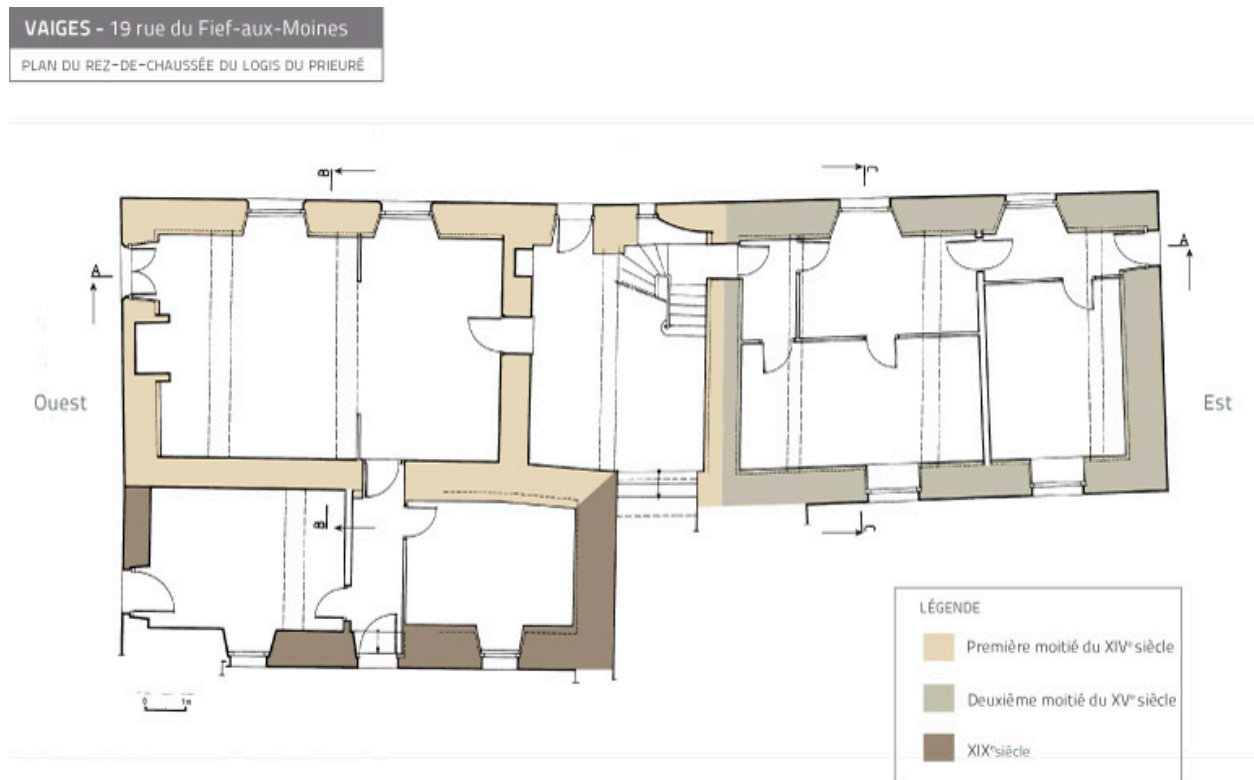 VAIGES - 19 rue du Fief-aux-Moines
PLAN DU REZ-DE-CHAUSSÉE DU LOGIS DU PRIEURÉ
B
C
A
A
Ouest
Est
B
C
LÉGENDE
Première moitié du XIVᵉ siècle
Deuxième moitié du XVᵉ siècle
XIXᵉ siècle
0 1m